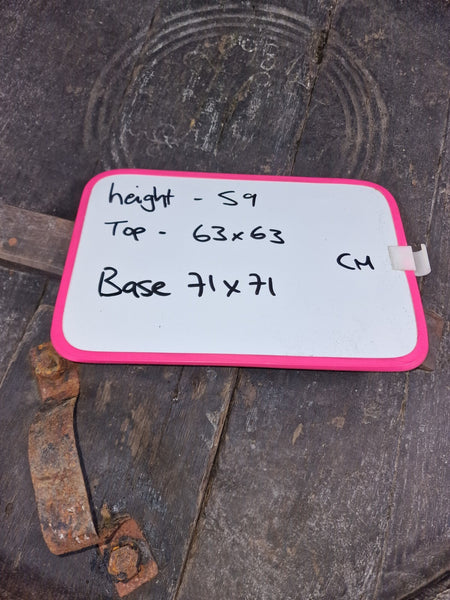 height - 59
Top - 63x63
CM
Base 71x71